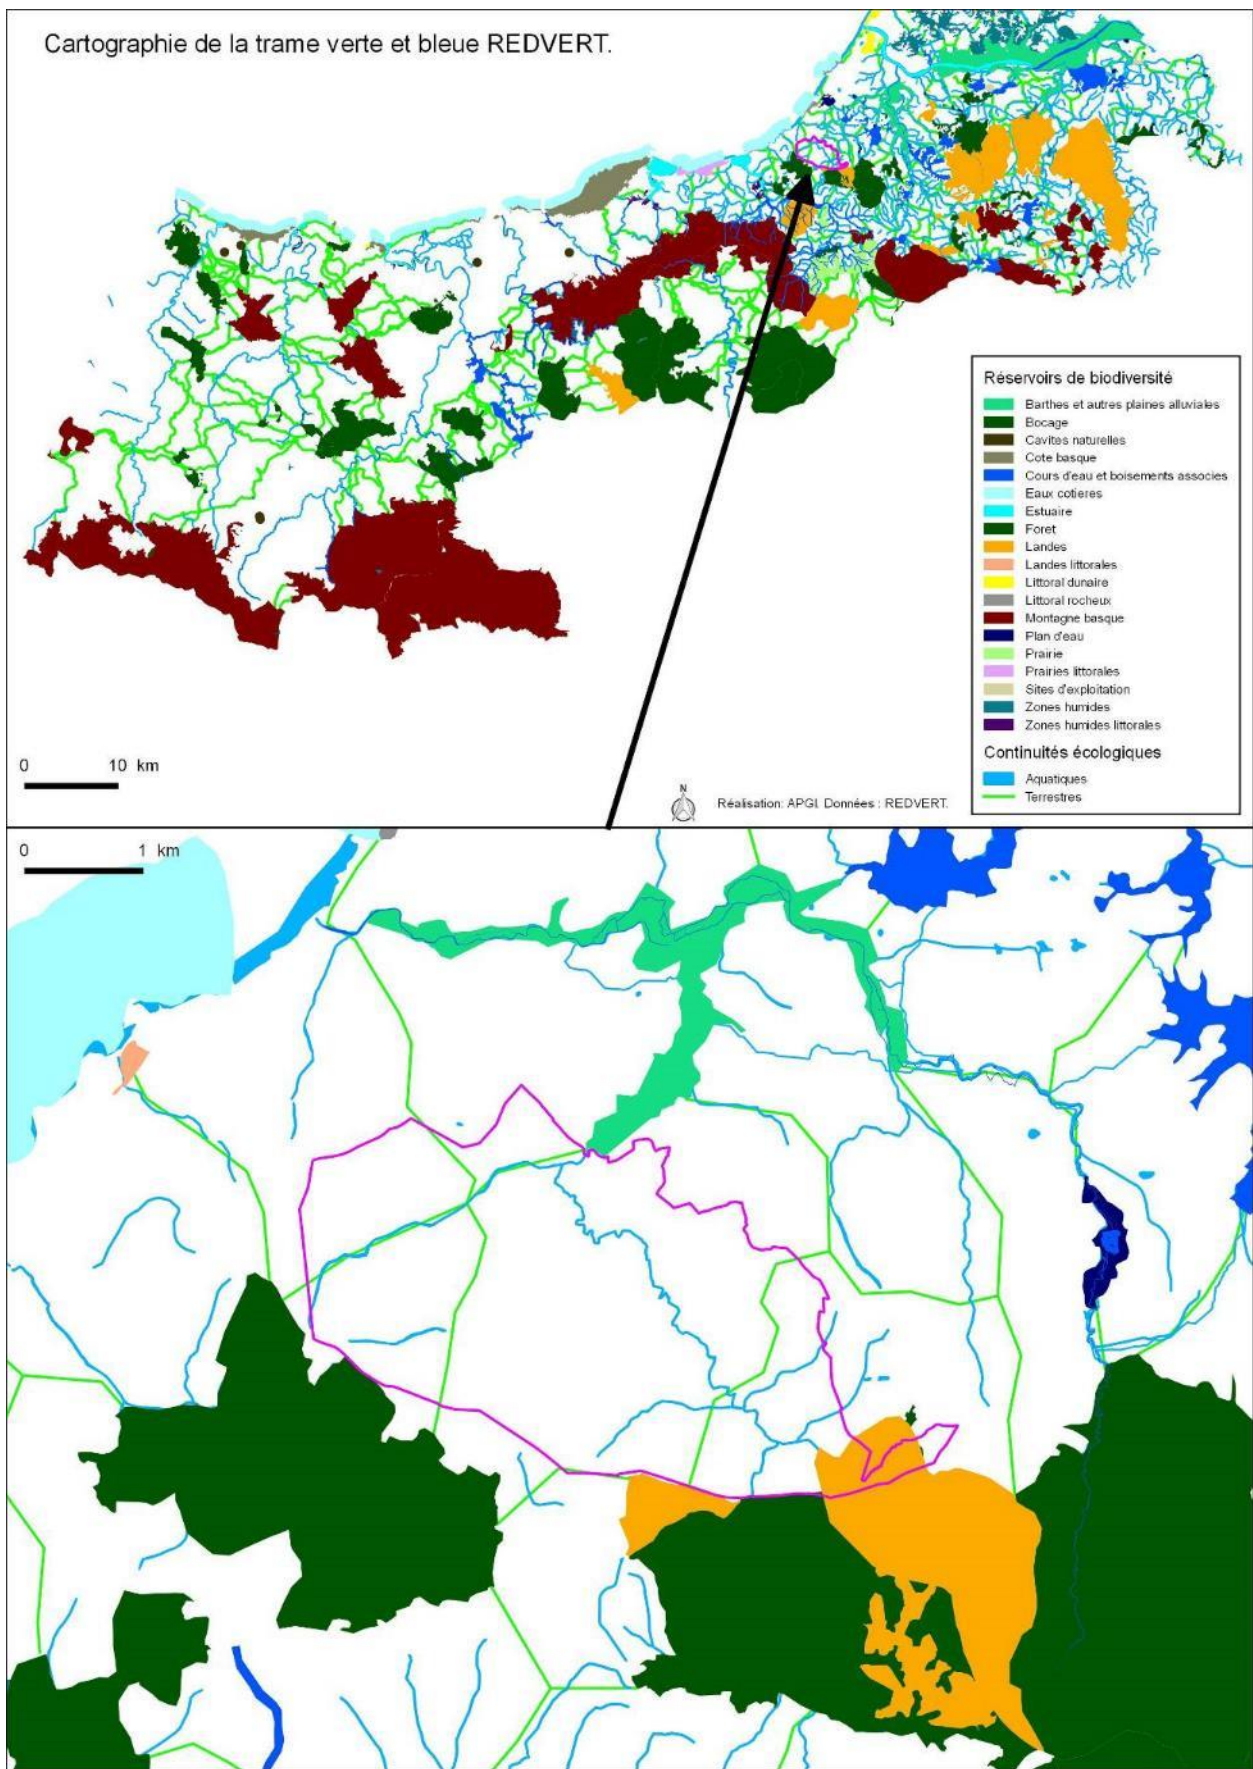 Cartographie de la trame verte et bleue REDVERT.
Réservoirs de biodiversité
Barthes et autres plaines alluviales
Bocage
Cavites naturelles
Cote basque
Cours d'eau et boisements associes
Eaux cotieres
Estuaire
Foret
Landes
Landes littorales
Littoral dunaire
Littoral rocheux
Montagne basque
Plan d'eau
Prairie
Prairies littorales
Sites d'exploitation
Zones humides
Zones humides littorales
Continuités écologiques
Aquatiques
Terrestres
0 10 km
N
Réalisation: APGI. Données : REDVERT.
0 1 km